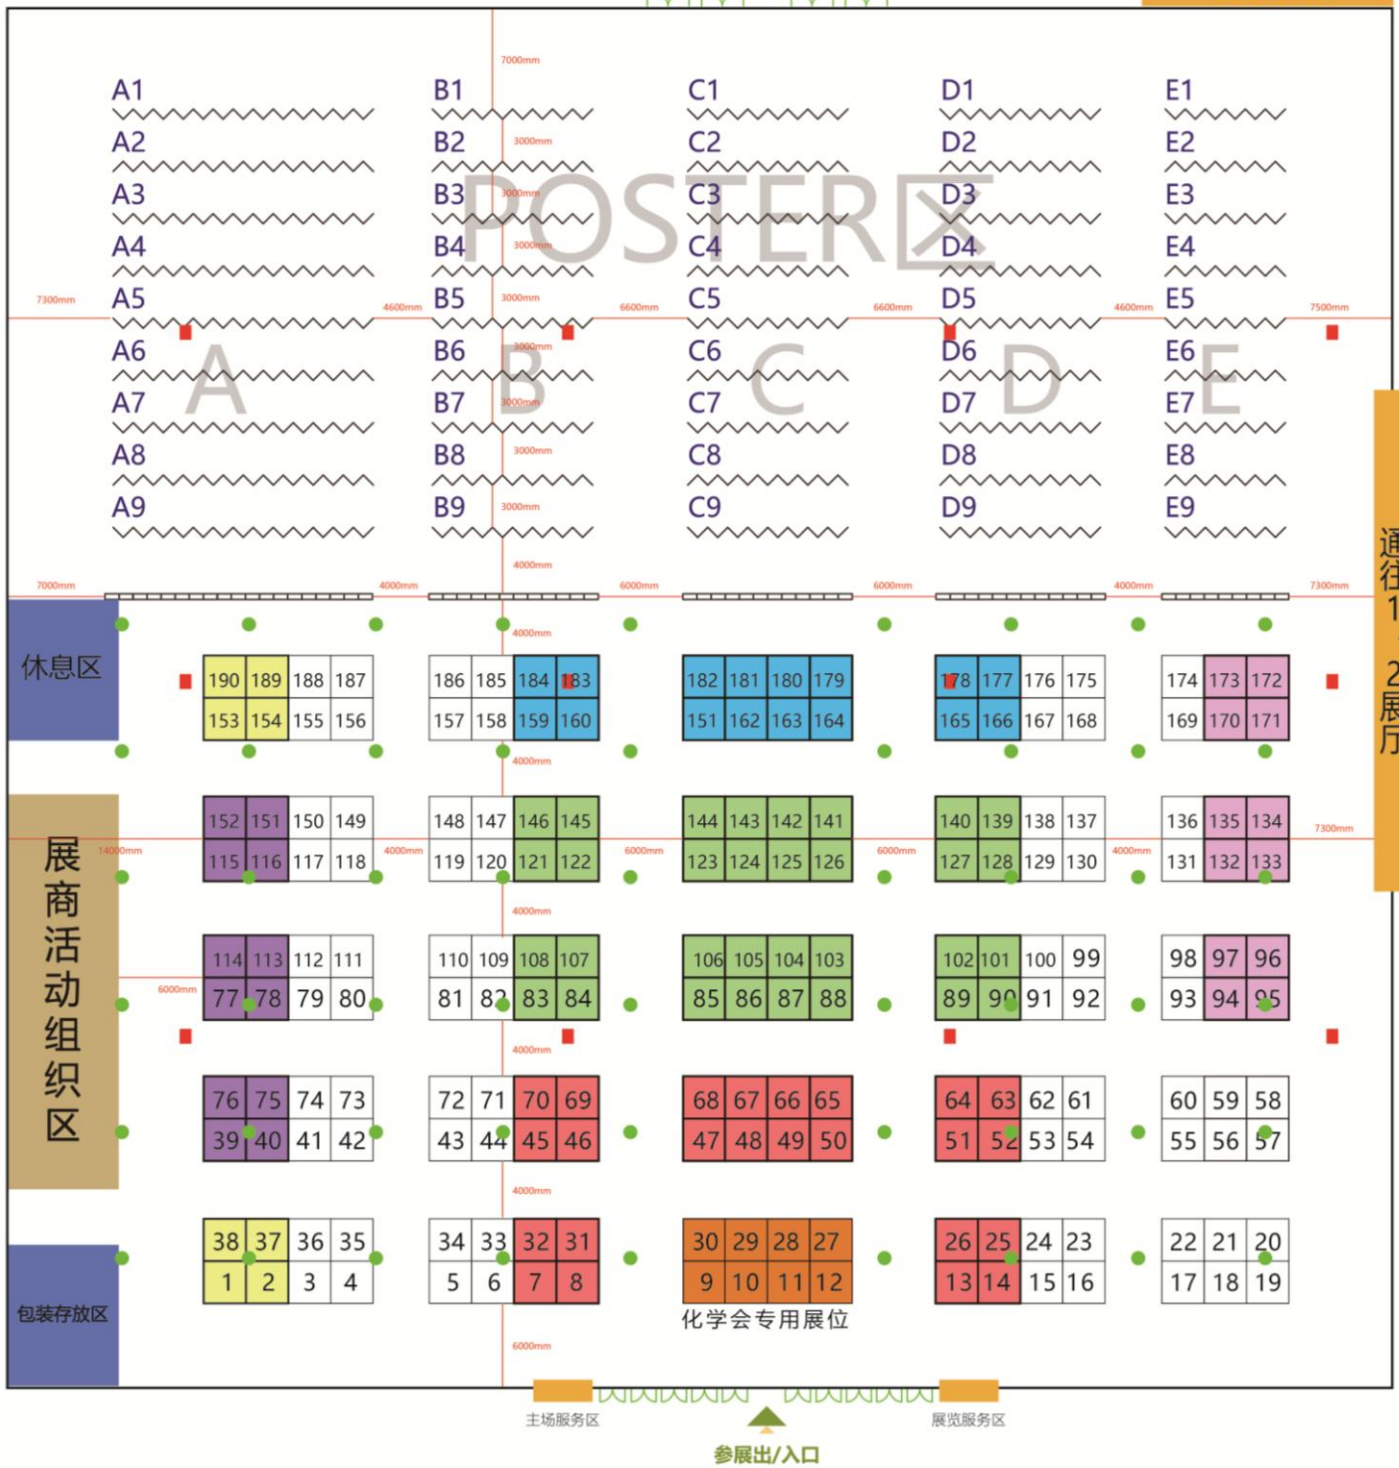 7000mm
A1 B1 C1 D1 E1
3000mm
A2 B2 C2 D2 E2
3000mm
A3 B3 C3 D3 E3
POSTER区
3000mm
A4 B4 C4 D4 E4
7300mm 4600mm 3000mm 6600mm 6600mm 4600mm 7500mm
A5 B5 C5 D5 E5
3000mm
A6 B6 C6 D6 E6
A B C D E
3000mm
A7 B7 C7 D7 E7
3000mm
A8 B8 C8 D8 E8
3000mm
A9 B9 C9 D9 E9
4000mm
7000mm 4000mm 6000mm 6000mm 4000mm 7300mm
通往1 2展厅
4000mm
休息区
190 189 188 187 186 185 184 183 182 181 180 179 178 177 176 175 174 173 172
153 154 155 156 157 158 159 160 151 162 163 164 165 166 167 168 169 170 171
4000mm
152 151 150 149 148 147 146 145 144 143 142 141 140 139 138 137 136 135 134
7300mm
14000mm 4000mm 6000mm 6000mm 4000mm
115 116 117 118 119 120 121 122 123 124 125 126 127 128 129 130 131 132 133
展商活动组织区
4000mm
114 113 112 111 110 109 108 107 106 105 104 103 102 101 100 99 98 97 96
6000mm
77 78 79 80 81 82 83 84 85 86 87 88 89 90 91 92 93 94 95
4000mm
76 75 74 73 72 71 70 69 68 67 66 65 64 63 62 61 60 59 58
39 40 41 42 43 44 45 46 47 48 49 50 51 52 53 54 55 56 57
4000mm
38 37 36 35 34 33 32 31 30 29 28 27 26 25 24 23 22 21 20
1 2 3 4 5 6 7 8 9 10 11 12 13 14 15 16 17 18 19
包装存放区
化学会专用展位
6000mm
主场服务区
展览服务区
参展出/入口